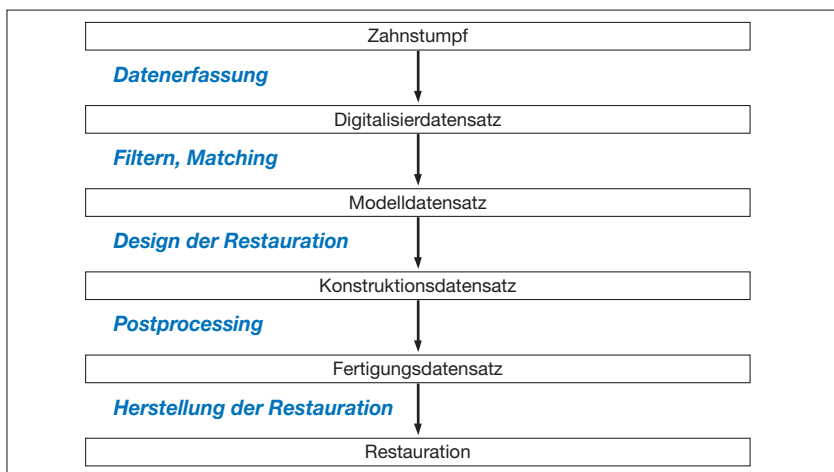 Zahnstumpf
Datenerfassung
Digitalisierdatensatz
Filtern, Matching
Modelldatensatz
Design der Restauration
Konstruktionsdatensatz
Postprocessing
Fertigungsdatensatz
Herstellung der Restauration
Restauration